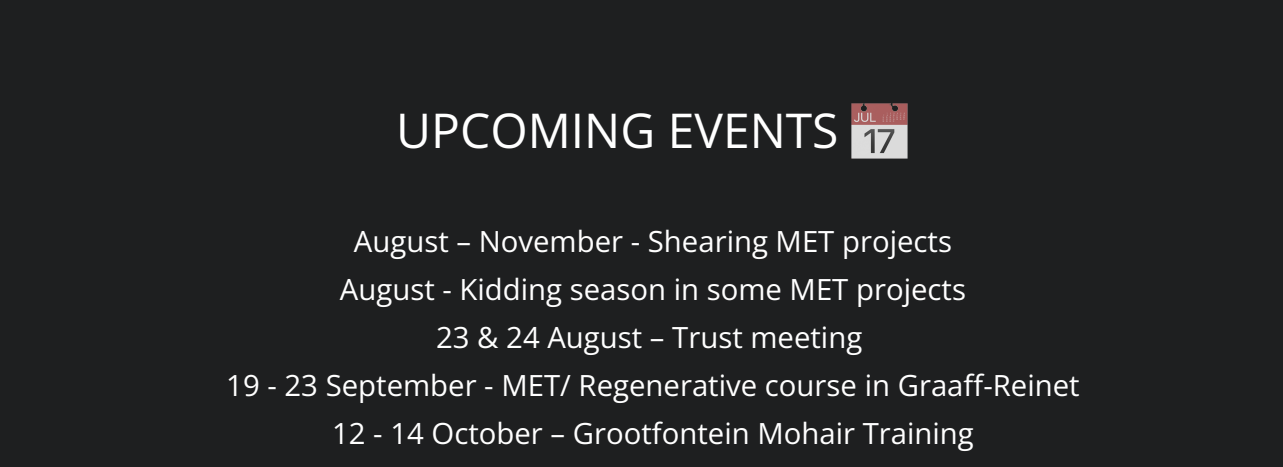 UPCOMING EVENTS 📅
August – November - Shearing MET projects
August - Kidding season in some MET projects
23 & 24 August – Trust meeting
19 - 23 September - MET/ Regenerative course in Graaff-Reinet
12 - 14 October – Grootfontein Mohair Training